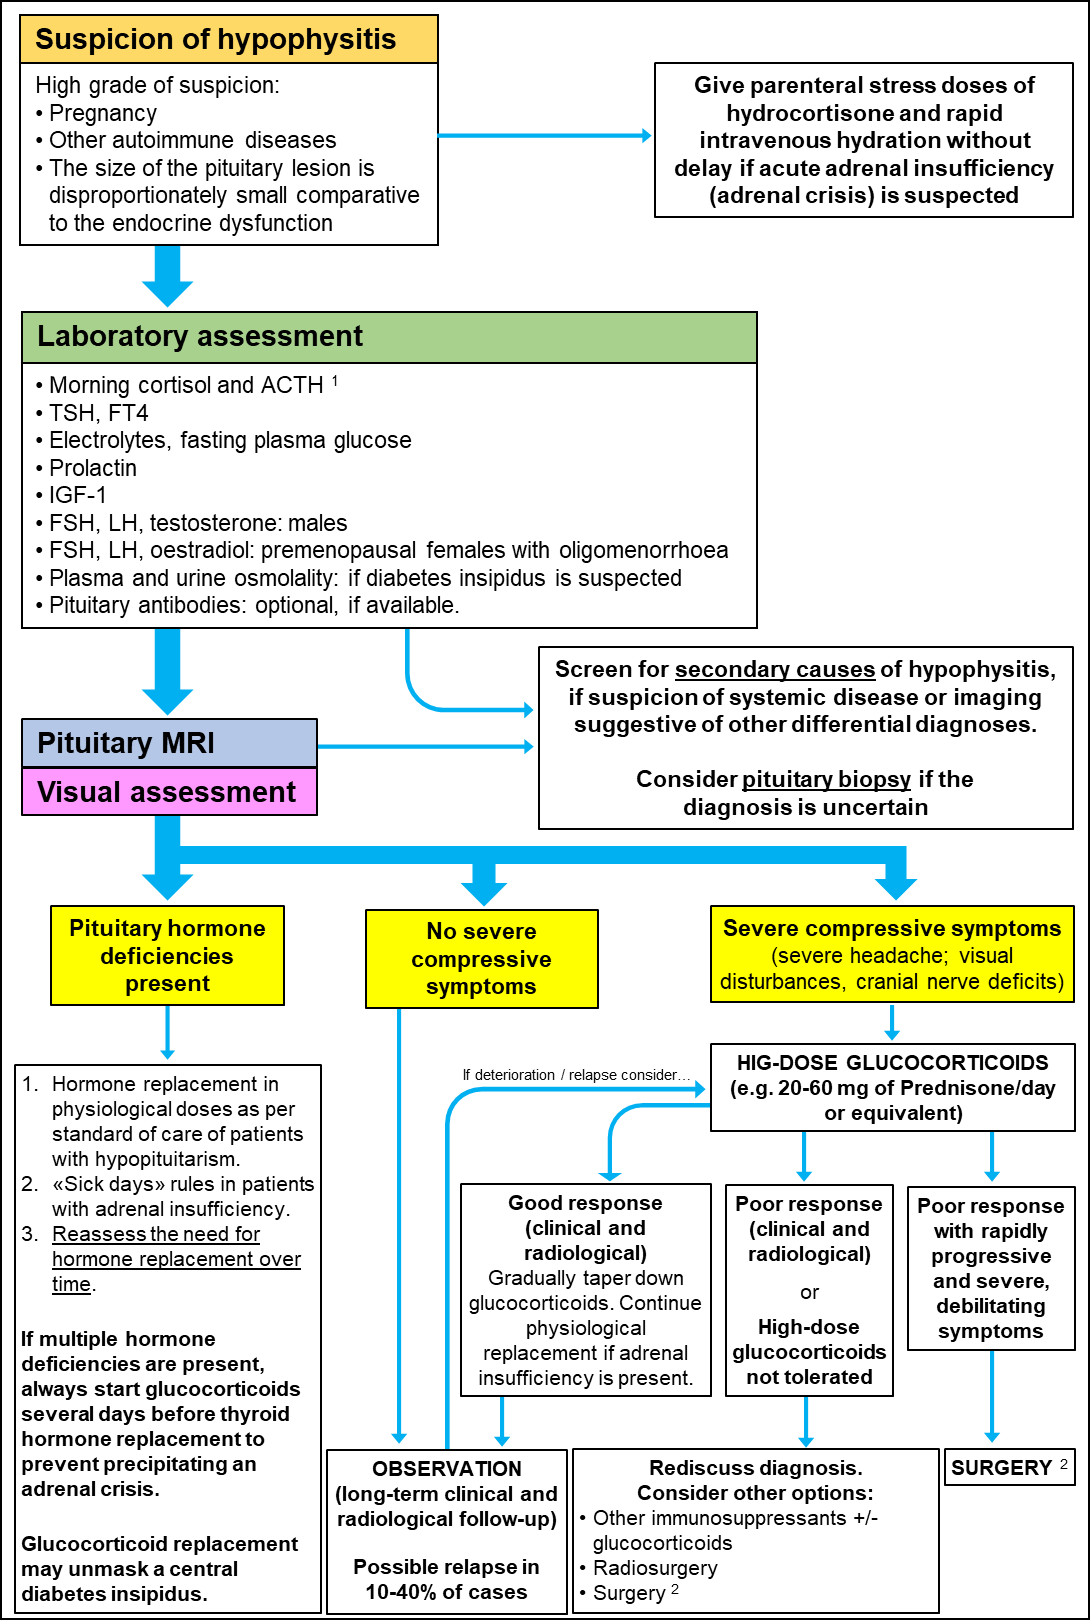 Suspicion of hypophysitis
High grade of suspicion:
• Pregnancy
• Other autoimmune diseases
• The size of the pituitary lesion is
disproportionately small comparative
to the endocrine dysfunction
Give parenteral stress doses of
hydrocortisone and rapid
intravenous hydration without
delay if acute adrenal insufficiency
(adrenal crisis) is suspected
Laboratory assessment
• Morning cortisol and ACTH 1
• TSH, FT4
• Electrolytes, fasting plasma glucose
• Prolactin
• IGF-1
• FSH, LH, testosterone: males
• FSH, LH, oestradiol: premenopausal females with oligomenorrhoea
• Plasma and urine osmolality: if diabetes insipidus is suspected
• Pituitary antibodies: optional, if available.
Screen for secondary causes of hypophysitis,
if suspicion of systemic disease or imaging
suggestive of other differential diagnoses.
Consider pituitary biopsy if the
diagnosis is uncertain
Pituitary MRI
Visual assessment
Pituitary hormone
deficiencies
present
No severe
compressive
symptoms
Severe compressive symptoms
(severe headache; visual
disturbances, cranial nerve deficits)
1. Hormone replacement in
physiological doses as per
standard of care of patients
with hypopituitarism.
2. «Sick days» rules in patients
with adrenal insufficiency.
3. Reassess the need for
hormone replacement over
time.
If multiple hormone
deficiencies are present,
always start glucocorticoids
several days before thyroid
hormone replacement to
prevent precipitating an
adrenal crisis.
Glucocorticoid replacement
may unmask a central
diabetes insipidus.
If deterioration / relapse consider…
HIG-DOSE GLUCOCORTICOIDS
(e.g. 20-60 mg of Prednisone/day
or equivalent)
Good response
(clinical and
radiological)
Gradually taper down
glucocorticoids. Continue
physiological
replacement if adrenal
insufficiency is present.
Poor response
(clinical and
radiological)
or
High-dose
glucocorticoids
not tolerated
Poor response
with rapidly
progressive
and severe,
debilitating
symptoms
OBSERVATION
(long-term clinical and
radiological follow-up)
Possible relapse in
10-40% of cases
Rediscuss diagnosis.
Consider other options:
• Other immunosuppressants +/-
glucocorticoids
• Radiosurgery
• Surgery 2
SURGERY 2